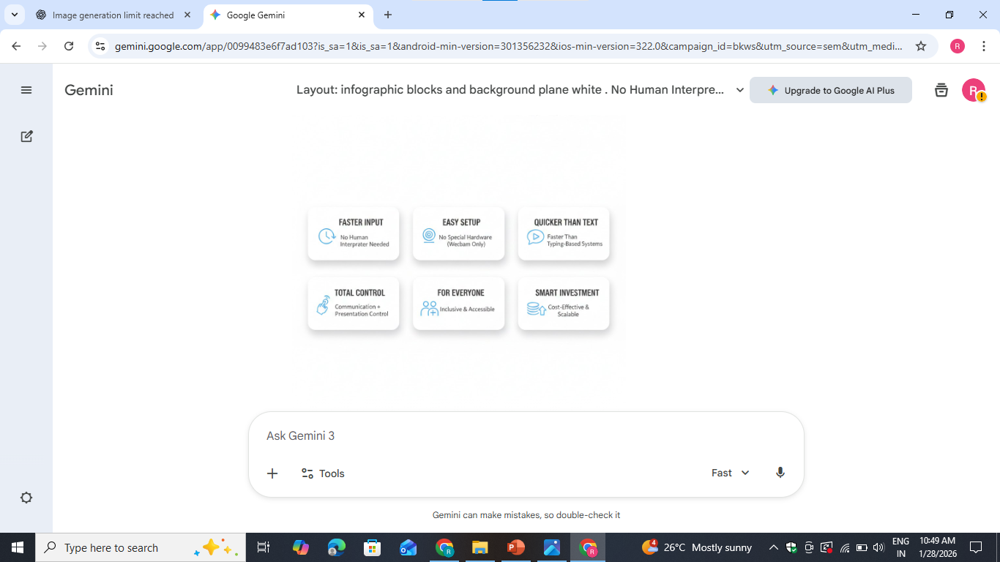 Image generation limit reached
Google Gemini
gemini.google.com/app/0099483e6f7ad103?is_sa=1&is_sa=1&android-min-version=301356232&ios-min-version=322.0&campaign_id=bkws&utm_source=sem&utm_medi...
R
Gemini
Layout: infographic blocks and background plane white . No Human Interpre...
Upgrade to Google AI Plus
R
FASTER INPUT
No Human
Interprater Needed
EASY SETUP
No Special Hardware
(Wecbam Only)
QUICKER THAN TEXT
Faster Than
Typing-Based Systems
TOTAL CONTROL
Communication +
Presentation Control
FOR EVERYONE
Inclusive & Accessible
SMART INVESTMENT
Cost-Effective &
Scalable
Ask Gemini 3
Tools
Fast
Gemini can make mistakes, so double-check it
Type here to search
4
26°C Mostly sunny
ENG
IN
10:49 AM
1/28/2026